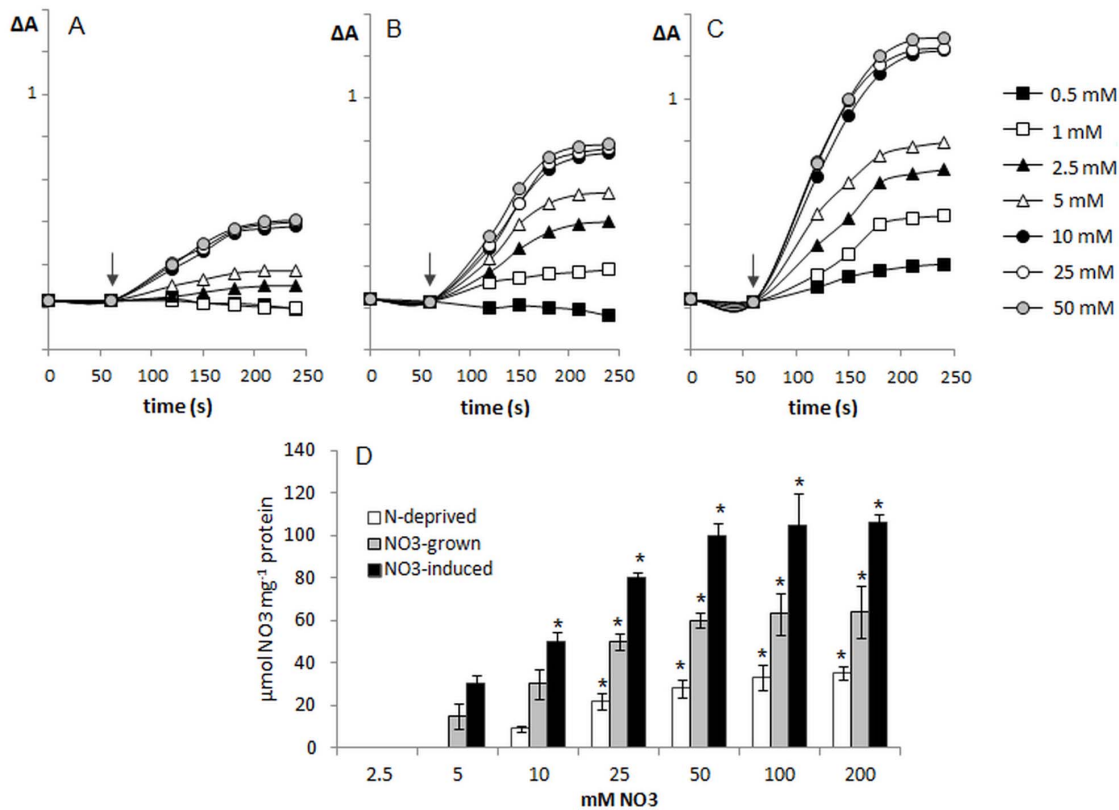 ΔA A
1
0 50 100 150 200 250
time (s)
ΔA B
1
0 50 100 150 200 250
time (s)
ΔA C
1
0 50 100 150 200 250
time (s)
0.5 mM
1 mM
2.5 mM
5 mM
10 mM
25 mM
50 mM
D
µmol NO3 mg-1 protein
140
120
100
80
60
40
20
0
N-deprived
NO3-grown
NO3-induced
* * * * * * * * * * * * * *
2.5 5 10 25 50 100 200
mM NO3